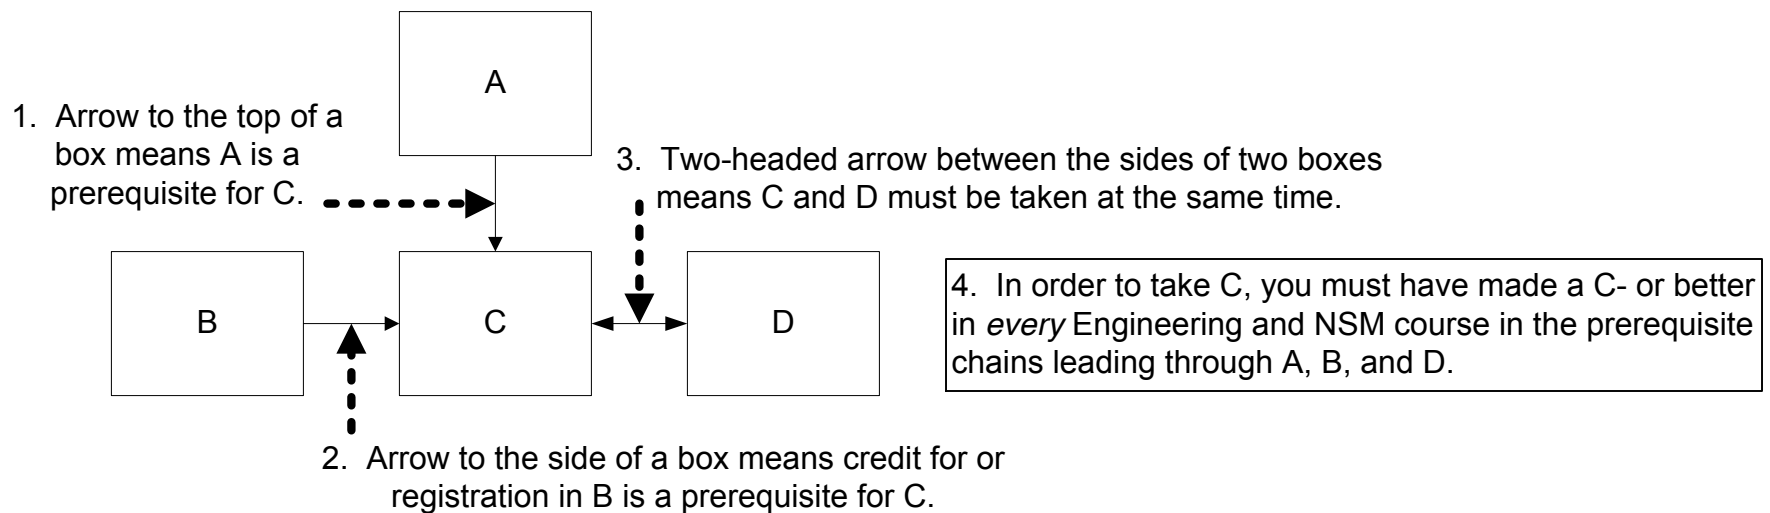 A
1. Arrow to the top of a
box means A is a
prerequisite for C.
3. Two-headed arrow between the sides of two boxes
means C and D must be taken at the same time.
B
C
D
4. In order to take C, you must have made a C- or better
in every Engineering and NSM course in the prerequisite
chains leading through A, B, and D.
2. Arrow to the side of a box means credit for or
registration in B is a prerequisite for C.